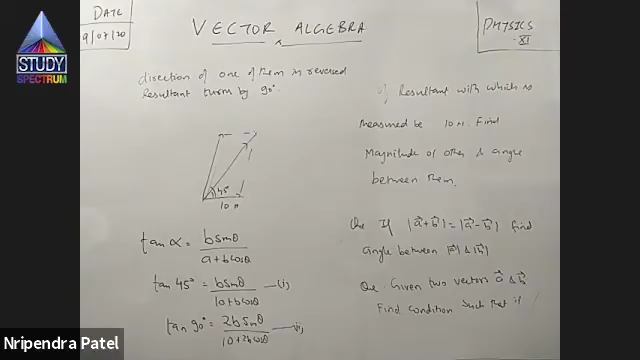 DATE
9/07/20
VECTOR ALGEBRA
PHYSICS
XI
STUDY
SPECTRUM
direction of one of them is reversed
resultant turn by 90°.
45°
10 N
tan α = bsinθ / a+bcosθ
tan 45° = bsinθ / 10+bcosθ —(i)
tan 90° = 2bsinθ / 10+2bcosθ —(ii)
of Resultant with which is
measured be 10 N. Find
Magnitude of other & angle
between them.
Que If |a⃗+b⃗|=|a⃗-b⃗| find
angle between |a⃗| & |b⃗|
Que. Given two vectors a⃗ & b⃗
Find condition such that if
Nripendra Patel